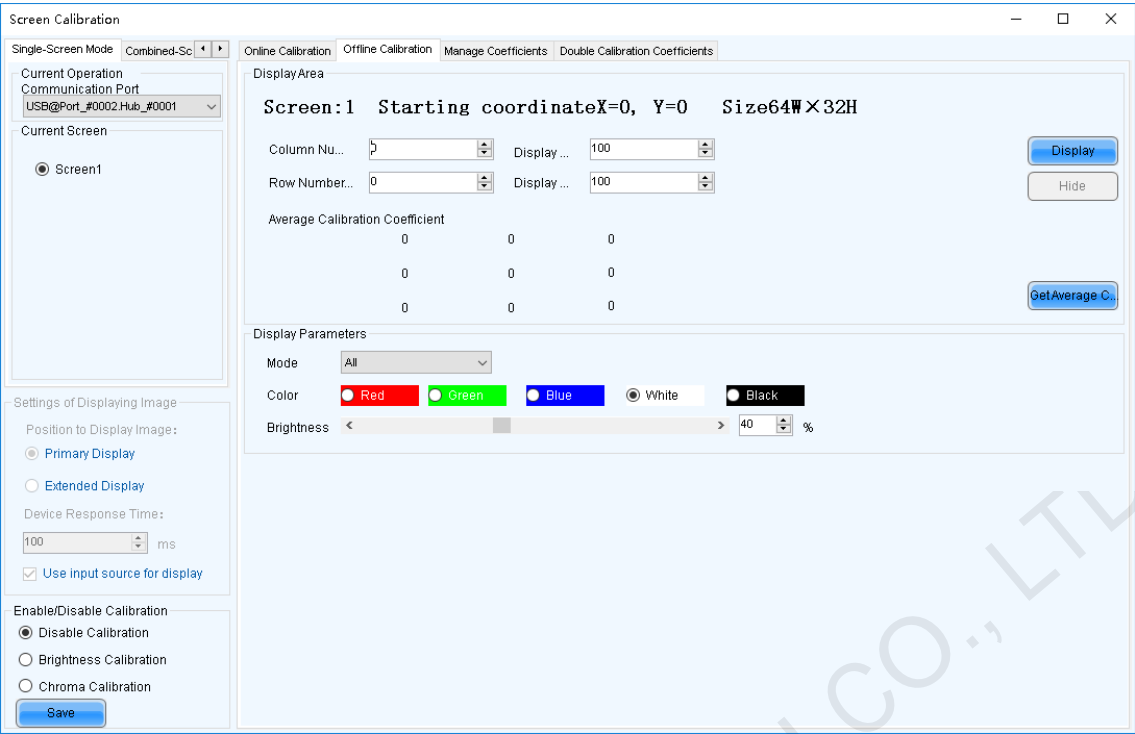 Screen Calibration
Single-Screen Mode
Combined-Sc
Current Operation
Communication Port
USB@Port_#0002.Hub_#0001
Current Screen
Screen1
Settings of Displaying Image
Position to Display Image:
Primary Display
Extended Display
Device Response Time:
100 ms
Use input source for display
Enable/Disable Calibration
Disable Calibration
Brightness Calibration
Chroma Calibration
Save
Online Calibration Offline Calibration Manage Coefficients Double Calibration Coefficients
Display Area
Screen:1 Starting coordinateX=0, Y=0 Size64W×32H
Column Nu... Display ... 100 Display
Row Number... 0 Display ... 100 Hide
Average Calibration Coefficient
0 0 0
0 0 0
0 0 0
Get Average C...
Display Parameters
Mode All
Color Red Green Blue White Black
Brightness < > 40 %
CO., LTD